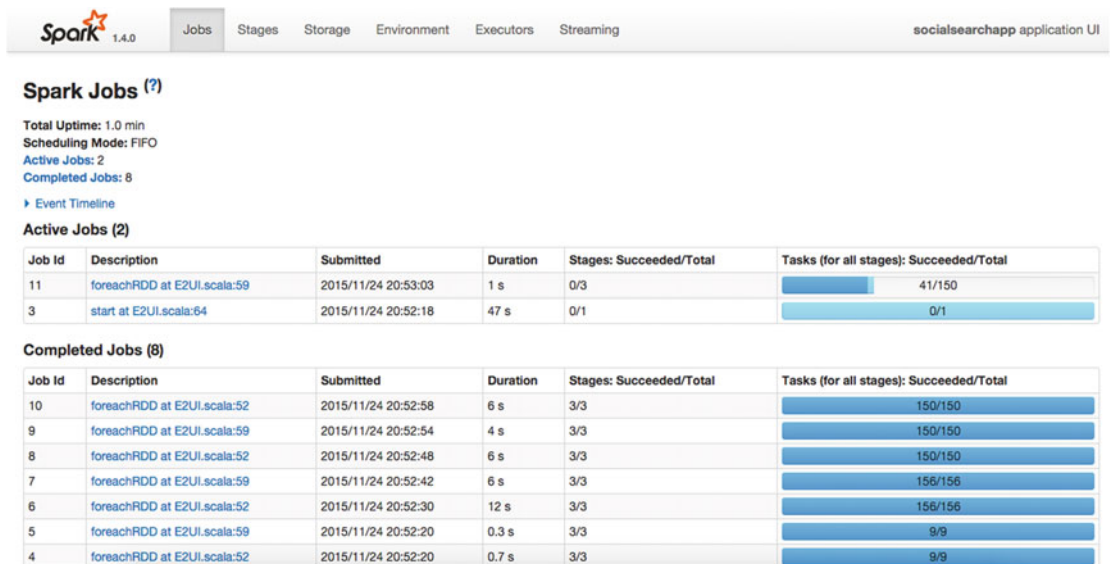 Spark 1.4.0 Jobs Stages Storage Environment Executors Streaming socialsearchapp application UI
Spark Jobs (?)
Total Uptime: 1.0 min
Scheduling Mode: FIFO
Active Jobs: 2
Completed Jobs: 8
Event Timeline
Active Jobs (2)
Job Id Description Submitted Duration Stages: Succeeded/Total Tasks (for all stages): Succeeded/Total
11 foreachRDD at E2UI.scala:59 2015/11/24 20:53:03 1 s 0/3 41/150
3 start at E2UI.scala:64 2015/11/24 20:52:18 47 s 0/1 0/1
Completed Jobs (8)
Job Id Description Submitted Duration Stages: Succeeded/Total Tasks (for all stages): Succeeded/Total
10 foreachRDD at E2UI.scala:52 2015/11/24 20:52:58 6 s 3/3 150/150
9 foreachRDD at E2UI.scala:59 2015/11/24 20:52:54 4 s 3/3 150/150
8 foreachRDD at E2UI.scala:52 2015/11/24 20:52:48 6 s 3/3 150/150
7 foreachRDD at E2UI.scala:59 2015/11/24 20:52:42 6 s 3/3 156/156
6 foreachRDD at E2UI.scala:52 2015/11/24 20:52:30 12 s 3/3 156/156
5 foreachRDD at E2UI.scala:59 2015/11/24 20:52:20 0.3 s 3/3 9/9
4 foreachRDD at E2UI.scala:52 2015/11/24 20:52:20 0.7 s 3/3 9/9